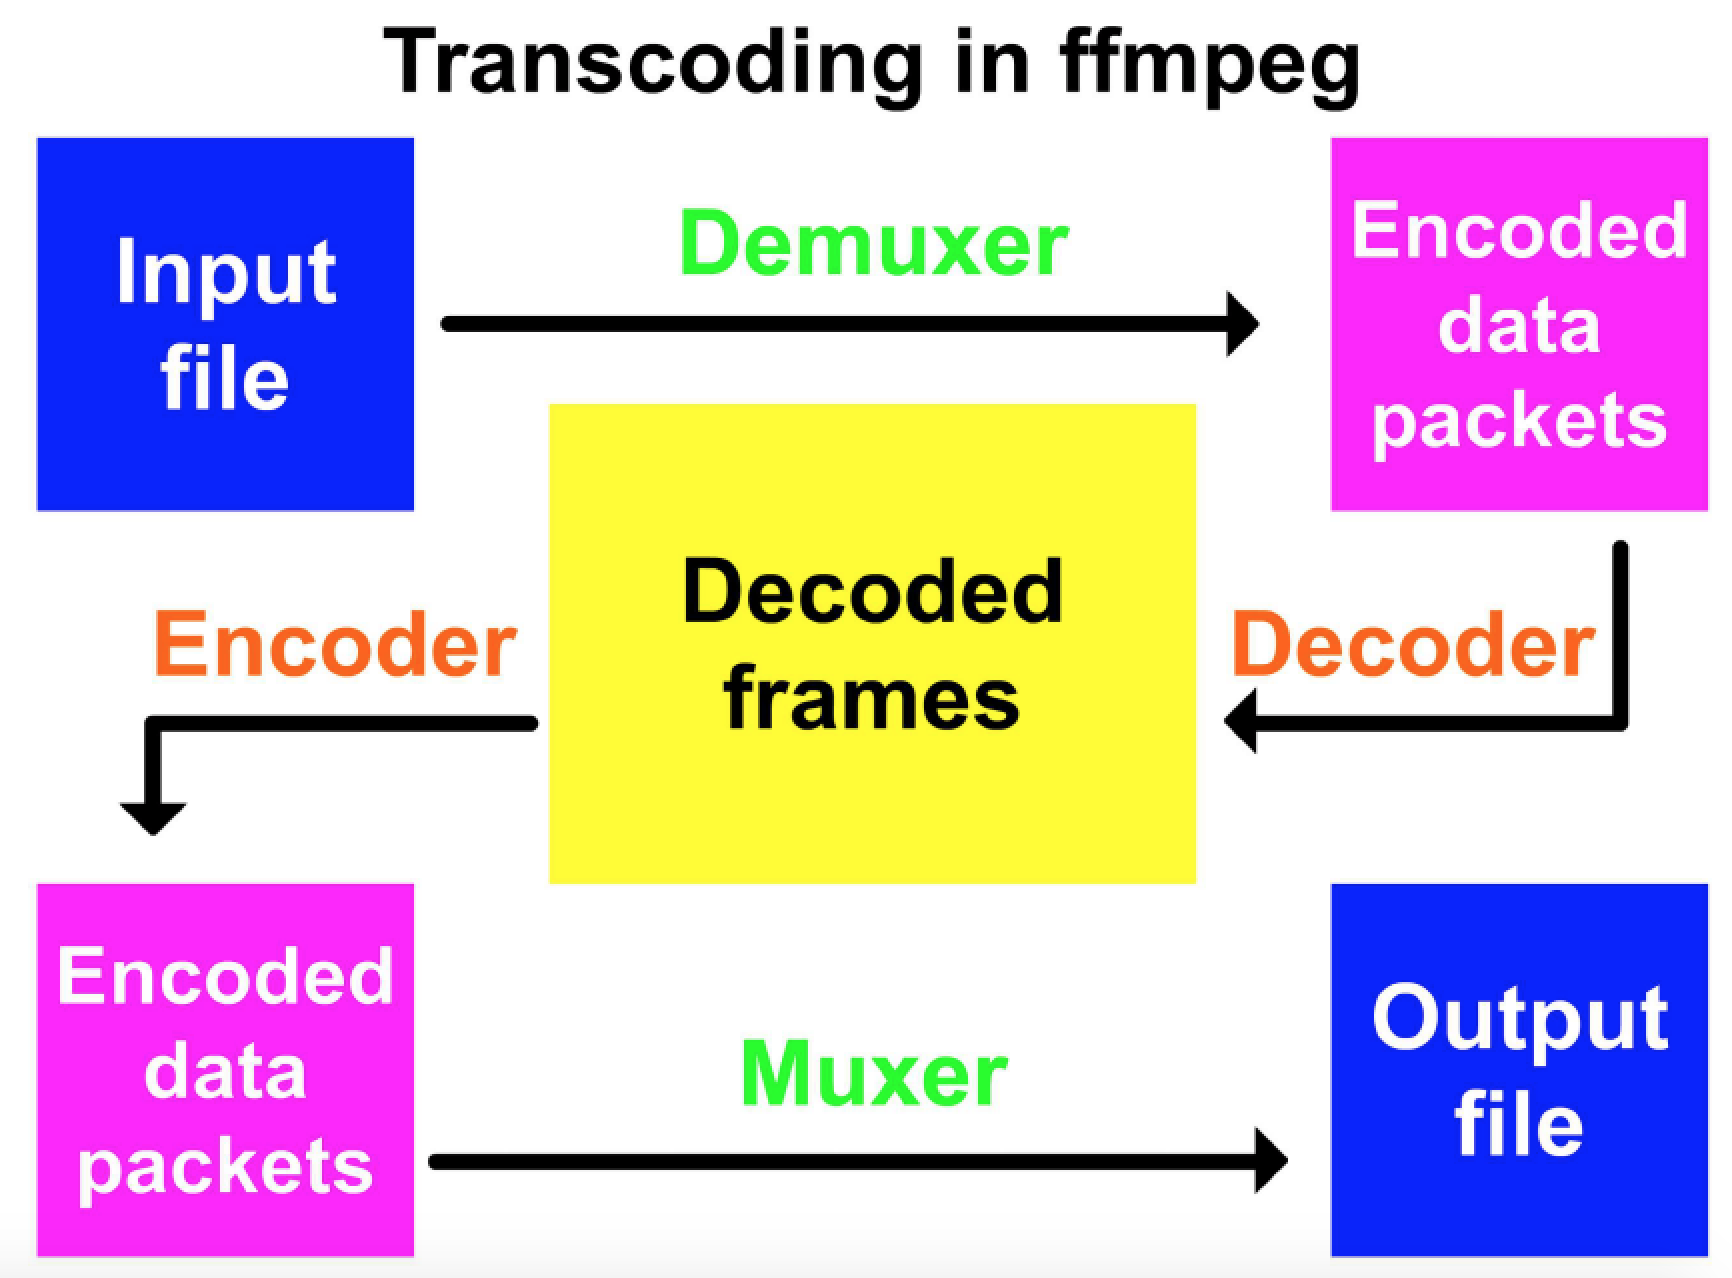 Transcoding in ffmpeg
Input
file
Demuxer
Encoded
data
packets
Decoder
Decoded
frames
Encoder
Encoded
data
packets
Muxer
Output
file